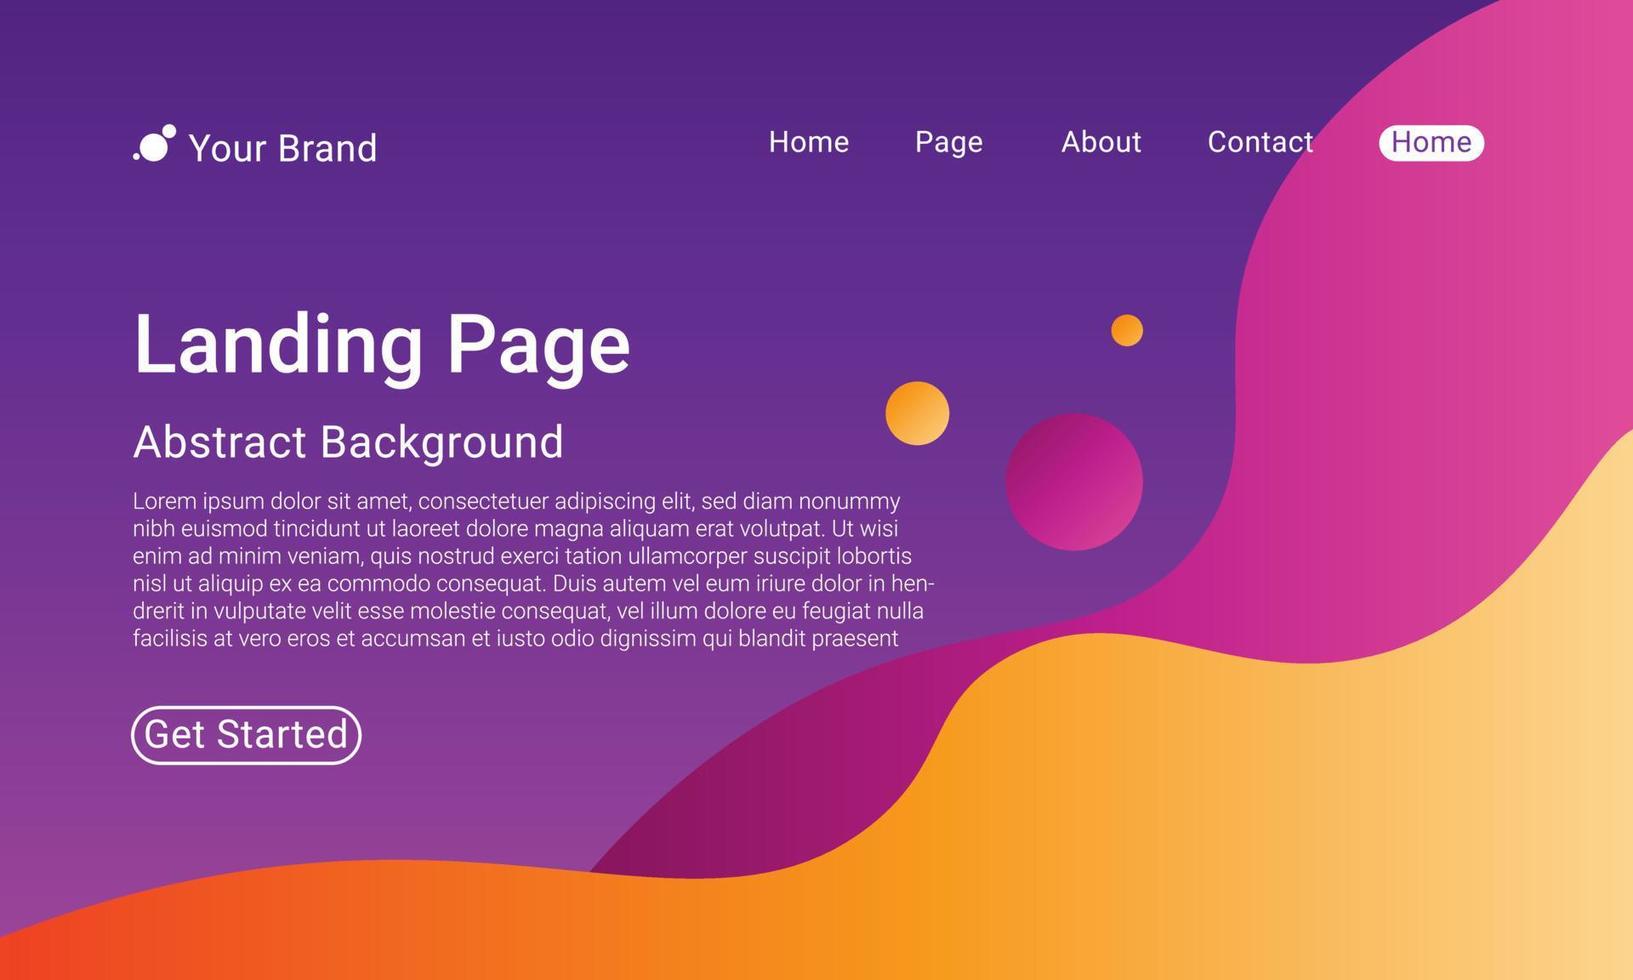 Your Brand
Home Page About Contact Home
Landing Page
Abstract Background
Lorem ipsum dolor sit amet, consectetuer adipiscing elit, sed diam nonummy
nibh euismod tincidunt ut laoreet dolore magna aliquam erat volutpat. Ut wisi
enim ad minim veniam, quis nostrud exerci tation ullamcorper suscipit lobortis
nisl ut aliquip ex ea commodo consequat. Duis autem vel eum iriure dolor in hen-
drerit in vulputate velit esse molestie consequat, vel illum dolore eu feugiat nulla
facilisis at vero eros et accumsan et iusto odio dignissim qui blandit praesent
Get Started